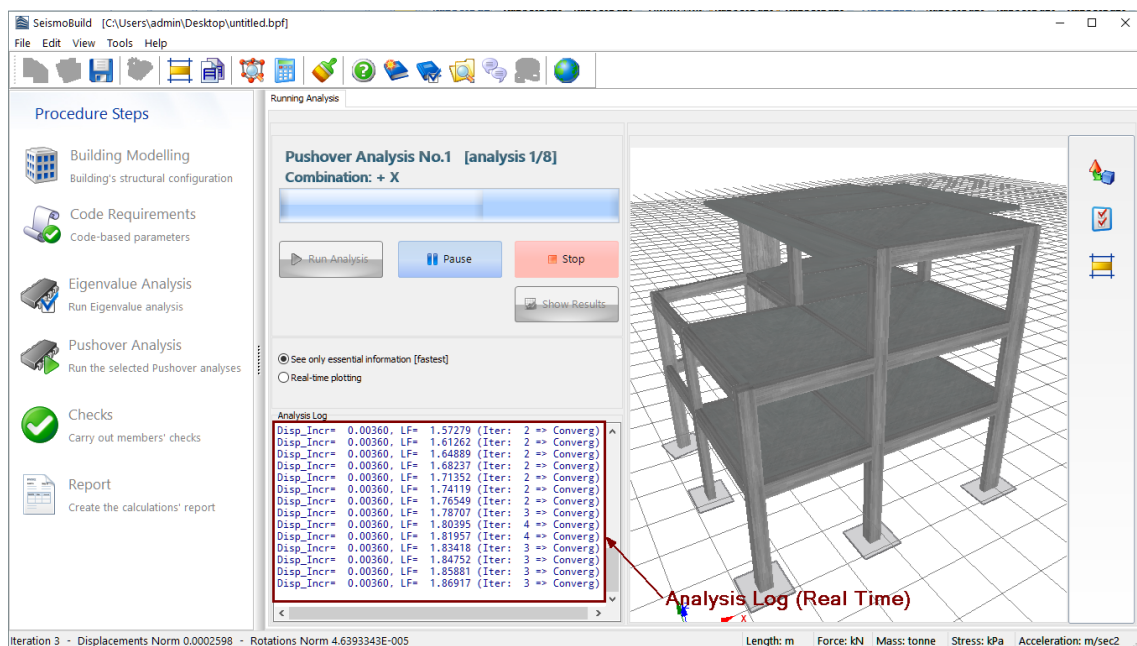 SeismoBuild [C:\Users\admin\Desktop\untitled.bpf]
File Edit View Tools Help
Procedure Steps
Building Modelling
Building's structural configuration
Code Requirements
Code-based parameters
Eigenvalue Analysis
Run Eigenvalue analysis
Pushover Analysis
Run the selected Pushover analyses
Checks
Carry out members' checks
Report
Create the calculations' report
Running Analysis
Pushover Analysis No.1 [analysis 1/8]
Combination: + X
Run Analysis
Pause
Stop
Show Results
See only essential information [fastest]
Real-time plotting
Analysis Log
Disp_Incr= 0.00360, LF= 1.57279 (Iter: 2 => Converg)
Disp_Incr= 0.00360, LF= 1.61262 (Iter: 2 => Converg)
Disp_Incr= 0.00360, LF= 1.64889 (Iter: 2 => Converg)
Disp_Incr= 0.00360, LF= 1.68237 (Iter: 2 => Converg)
Disp_Incr= 0.00360, LF= 1.71352 (Iter: 2 => Converg)
Disp_Incr= 0.00360, LF= 1.74119 (Iter: 2 => Converg)
Disp_Incr= 0.00360, LF= 1.76549 (Iter: 2 => Converg)
Disp_Incr= 0.00360, LF= 1.78707 (Iter: 3 => Converg)
Disp_Incr= 0.00360, LF= 1.80395 (Iter: 4 => Converg)
Disp_Incr= 0.00360, LF= 1.81957 (Iter: 4 => Converg)
Disp_Incr= 0.00360, LF= 1.83418 (Iter: 3 => Converg)
Disp_Incr= 0.00360, LF= 1.84752 (Iter: 3 => Converg)
Disp_Incr= 0.00360, LF= 1.85881 (Iter: 3 => Converg)
Disp_Incr= 0.00360, LF= 1.86917 (Iter: 3 => Converg)
Analysis Log (Real Time)
X
Iteration 3 - Displacements Norm 0.0002598 - Rotations Norm 4.6393343E-005
Length: m Force: kN Mass: tonne Stress: kPa Acceleration: m/sec2